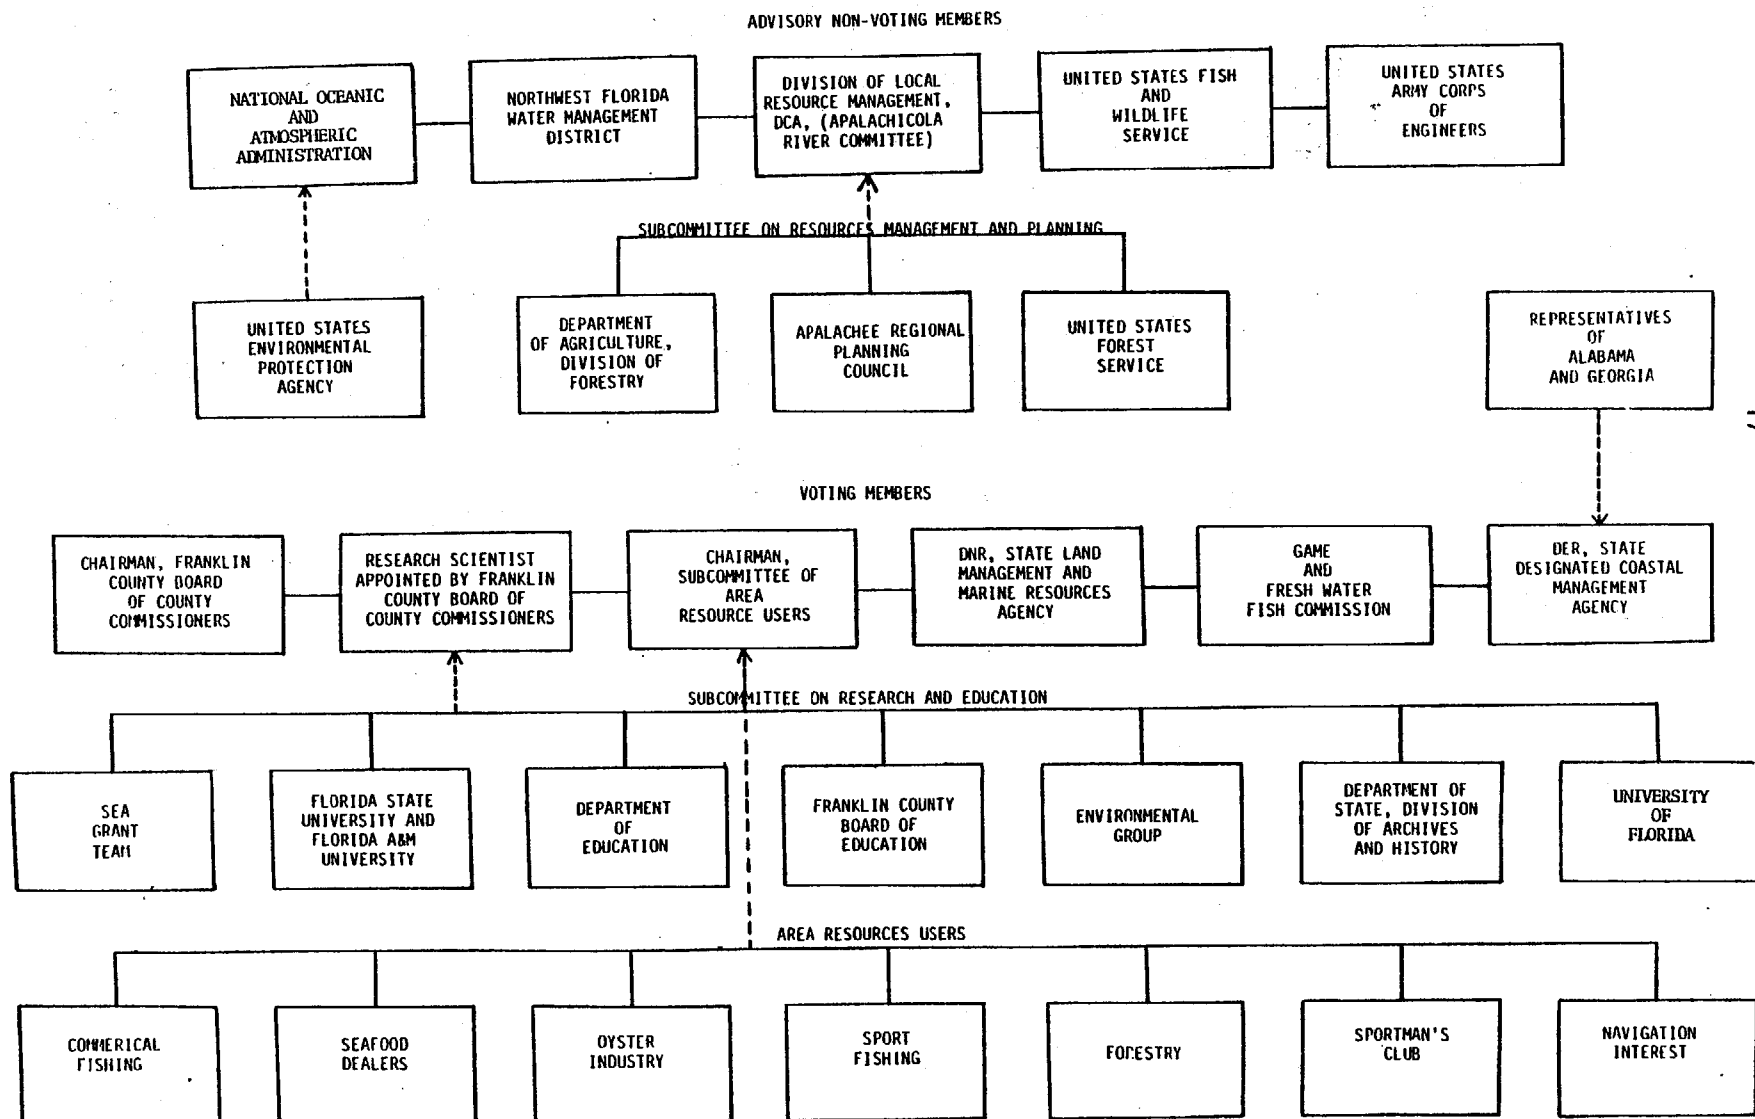 ADVISORY NON-VOTING MEMBERS
NATIONAL OCEANIC
AND
ATMOSPHERIC
ADMINISTRATION
NORTHWEST FLORIDA
WATER MANAGEMENT
DISTRICT
DIVISION OF LOCAL
RESOURCE MANAGEMENT,
DCA, (APALACHICOLA
RIVER COMMITTEE)
UNITED STATES FISH
AND
WILDLIFE
SERVICE
UNITED STATES
ARMY CORPS
OF
ENGINEERS
SUBCOMMITTEE ON RESOURCES MANAGEMENT AND PLANNING
UNITED STATES
ENVIRONMENTAL
PROTECTION
AGENCY
DEPARTMENT
OF AGRICULTURE,
DIVISION OF
FORESTRY
APALACHEE REGIONAL
PLANNING
COUNCIL
UNITED STATES
FOREST
SERVICE
REPRESENTATIVES
OF
ALABAMA
AND GEORGIA
VOTING MEMBERS
CHAIRMAN, FRANKLIN
COUNTY BOARD
OF COUNTY
COMMISSIONERS
RESEARCH SCIENTIST
APPOINTED BY FRANKLIN
COUNTY BOARD OF
COUNTY COMMISSIONERS
CHAIRMAN,
SUBCOMMITTEE OF
AREA
RESOURCE USERS
DNR, STATE LAND
MANAGEMENT AND
MARINE RESOURCES
AGENCY
GAME
AND
FRESH WATER
FISH COMMISSION
DER, STATE
DESIGNATED COASTAL
MANAGEMENT
AGENCY
SUBCOMMITTEE ON RESEARCH AND EDUCATION
SEA
GRANT
TEAM
FLORIDA STATE
UNIVERSITY AND
FLORIDA A&M
UNIVERSITY
DEPARTMENT
OF
EDUCATION
FRANKLIN COUNTY
BOARD OF
EDUCATION
ENVIRONMENTAL
GROUP
DEPARTMENT OF
STATE, DIVISION
OF ARCHIVES
AND HISTORY
UNIVERSITY
OF
FLORIDA
AREA RESOURCES USERS
COMMERICAL
FISHING
SEAFOOD
DEALERS
OYSTER
INDUSTRY
SPORT
FISHING
FORESTRY
SPORTMAN'S
CLUB
NAVIGATION
INTEREST